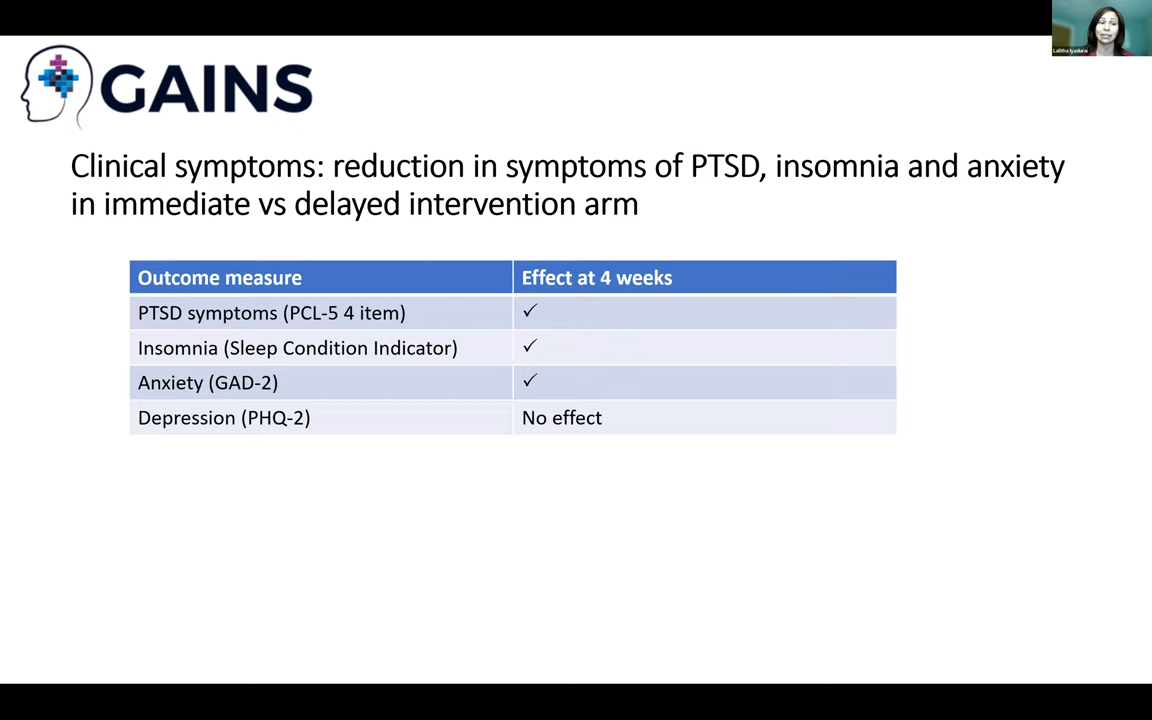 Lalitha Iyadurai
GAINS
Clinical symptoms: reduction in symptoms of PTSD, insomnia and anxiety
in immediate vs delayed intervention arm
Outcome measure Effect at 4 weeks
PTSD symptoms (PCL-5 4 item) ✓
Insomnia (Sleep Condition Indicator) ✓
Anxiety (GAD-2) ✓
Depression (PHQ-2) No effect